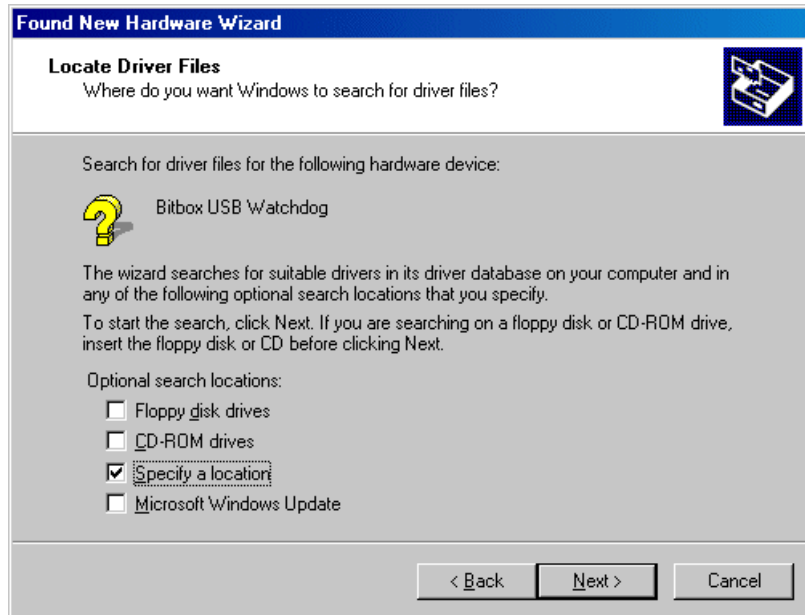 Found New Hardware Wizard
Locate Driver Files
Where do you want Windows to search for driver files?
Search for driver files for the following hardware device:
Bitbox USB Watchdog
The wizard searches for suitable drivers in its driver database on your computer and in
any of the following optional search locations that you specify.
To start the search, click Next. If you are searching on a floppy disk or CD-ROM drive,
insert the floppy disk or CD before clicking Next.
Optional search locations:
Floppy disk drives
CD-ROM drives
Specify a location
Microsoft Windows Update
< Back Next > Cancel